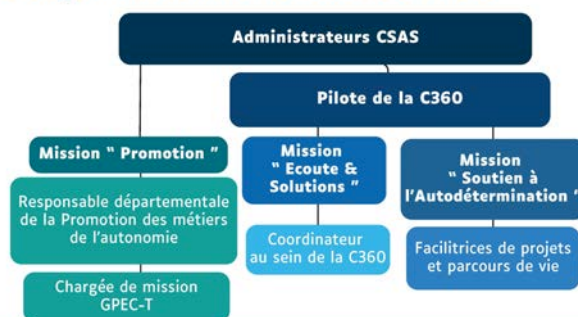 Administrateurs CSAS
Pilote de la C360
Mission " Promotion "
Responsable départementale
de la Promotion des métiers
de l'autonomie
Chargée de mission
GPEC-T
Mission
" Ecoute &
Solutions "
Coordinateur
au sein de la C360
Mission
" Soutien à
l'Autodétermination "
Facilitrices de projets
et parcours de vie